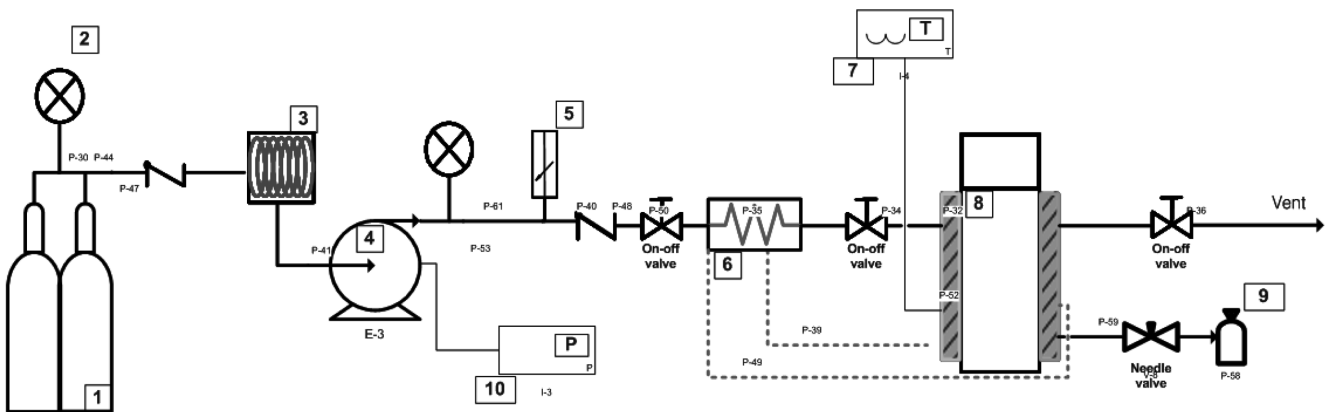 2
T
T
7
I-4
3
5
P-30 P-44
P-47
P-61
P-40
P-48
P-50
P-35
P-34
P-32
8
P-36
Vent
4
P-41
P-53
On-off
valve
6
On-off
valve
On-off
valve
P-52
9
E-3
P
P
10
I-3
P-39
P-49
P-59
Needle
valve
V-8
P-58
1